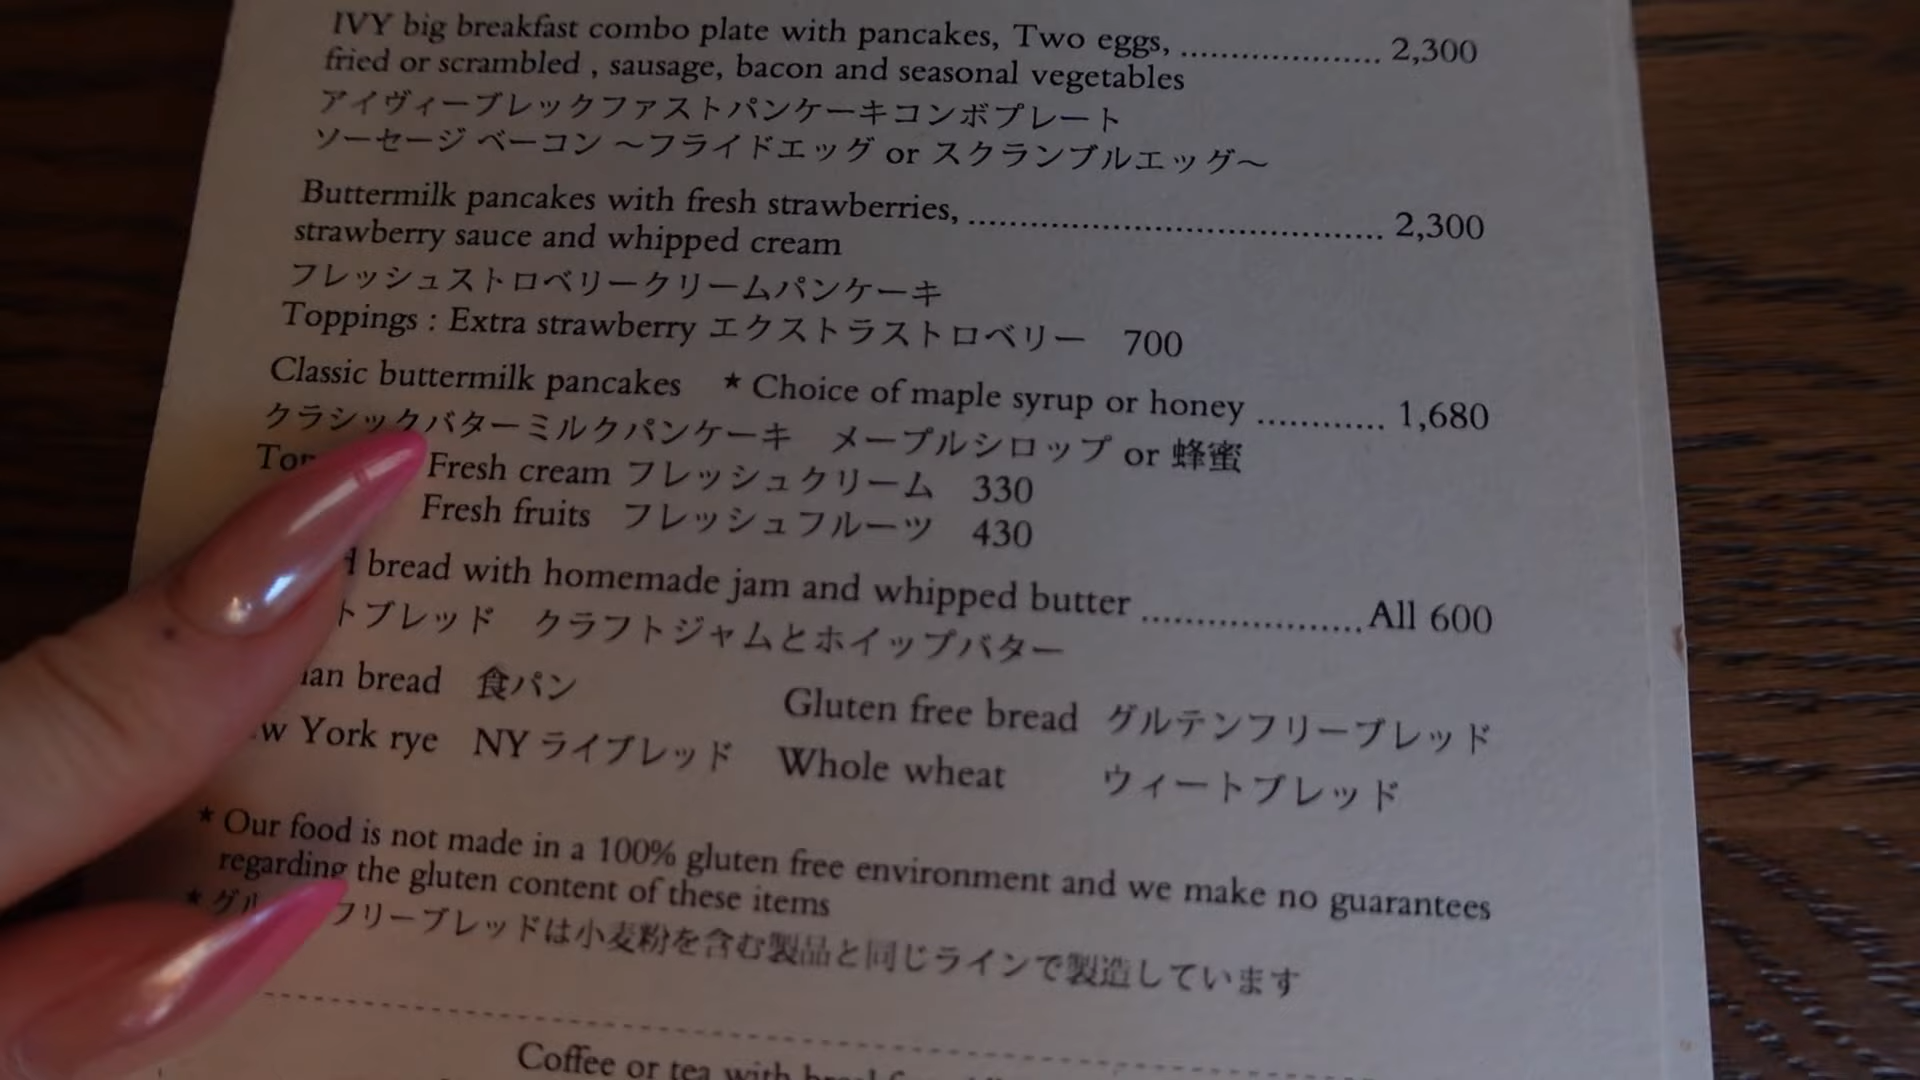 IVY big breakfast combo plate with pancakes, Two eggs, .................... 2,300
fried or scrambled , sausage, bacon and seasonal vegetables
アイヴィーブレックファストパンケーキコンボプレート
ソーセージ ベーコン 〜フライドエッグ or スクランブルエッグ〜
Buttermilk pancakes with fresh strawberries, ......................................... 2,300
strawberry sauce and whipped cream
フレッシュストロベリークリームパンケーキ
Toppings : Extra strawberry エクストラストロベリー 700
Classic buttermilk pancakes ★ Choice of maple syrup or honey ............ 1,680
クラシックバターミルクパンケーキ メープルシロップ or 蜂蜜
Fresh cream フレッシュクリーム 330
Fresh fruits フレッシュフルーツ 430
bread with homemade jam and whipped butter ....................All 600
トブレッド クラフトジャムとホイップバター
bread 食パン Gluten free bread グルテンフリーブレッド
York rye NY ライブレッド Whole wheat ウィートブレッド
★ Our food is not made in a 100% gluten free environment and we make no guarantees
regarding the gluten content of these items
★ グル フリーブレッドは小麦粉を含む製品と同じラインで製造しています
Coffee or tea with